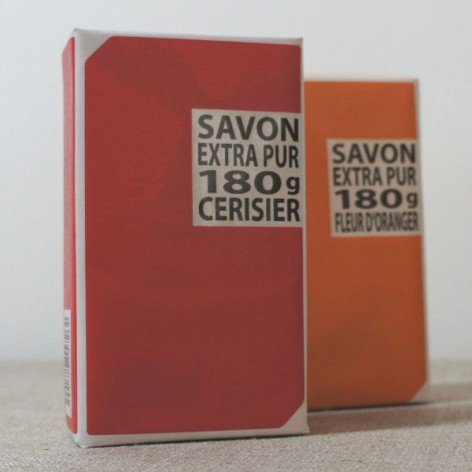 SAVON
EXTRA PUR
180g
CERISIER
SAVON
EXTRA PUR
180g
FLEUR D'ORANGER